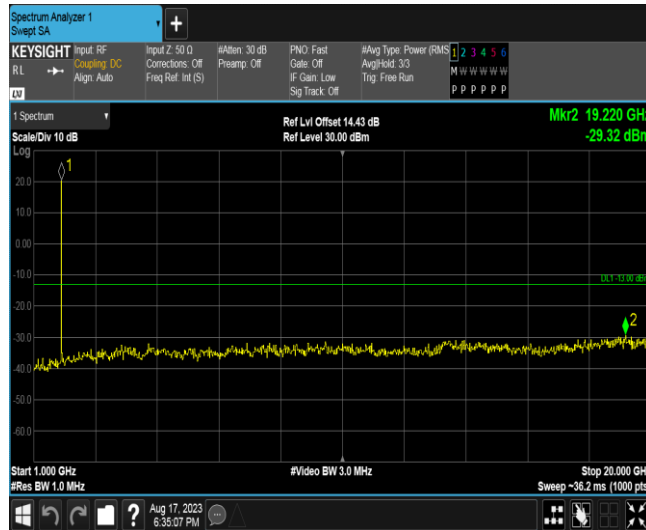 Spectrum Analyzer 1
Swept SA
KEYSIGHT Input: RF Input Z: 50 Ω #Atten: 30 dB PNO: Fast #Avg Type: Power (RMS 1 2 3 4 5 6
RL Coupling: DC Corrections: Off Preamp: Off Gate: Off Avg|Hold: 3/3 M W W W W W
Align: Auto Freq Ref: Int (S) IF Gain: Low Trig: Free Run
LXI Sig Track: Off P P P P P P
1 Spectrum Ref Lvl Offset 14.43 dB Mkr2 19.220 GHz
Scale/Div 10 dB Ref Level 30.00 dBm -29.32 dBm
Log
1
20.0
10.0
0.00
-10.0
DL1 -13.00 dB
-20.0
2
-30.0
-40.0
-50.0
-60.0
Start 1.000 GHz #Video BW 3.0 MHz Stop 20.000 GH
#Res BW 1.0 MHz Sweep ~36.2 ms (1000 pts
? Aug 17, 2023
6:35:07 PM